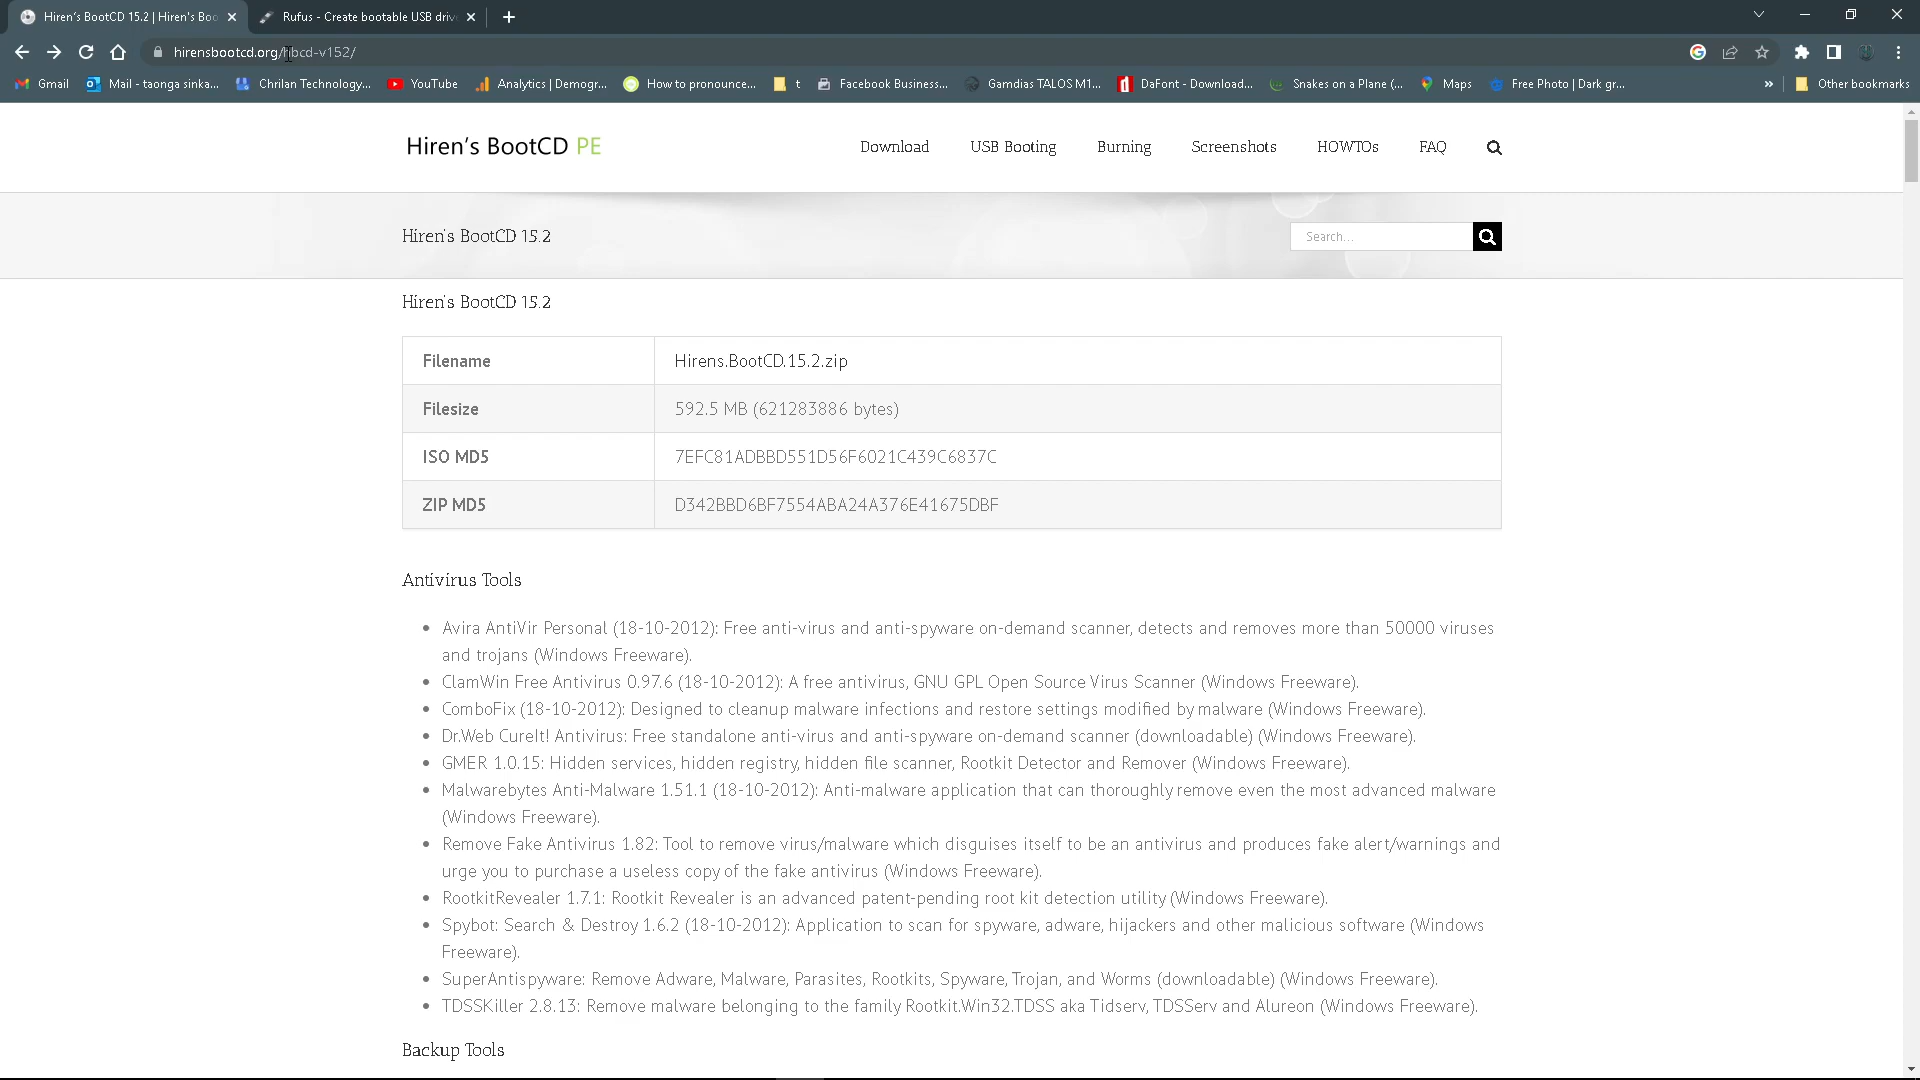 Hiren's BootCD 15.2 | Hiren's Boo
Rufus - Create bootable USB driv
hirensbootcd.org/hbcd-v152/
Gmail
Mail - taonga sinka...
Chrilan Technology...
YouTube
Analytics | Demogr...
How to pronounce...
t
Facebook Business...
Gamdias TALOS M1...
DaFont - Download...
Snakes on a Plane (...
Maps
Free Photo | Dark gr...
»
Other bookmarks
Hiren's BootCD PE
Download
USB Booting
Burning
Screenshots
HOWTOs
FAQ
Hiren's BootCD 15.2
Search...
Hiren's BootCD 15.2
Filename
Hirens.BootCD.15.2.zip
Filesize
592.5 MB (621283886 bytes)
ISO MD5
7EFC81ADBBD551D56F6021C439C6837C
ZIP MD5
D342BBD6BF7554ABA24A376E41675DBF
Antivirus Tools
• Avira AntiVir Personal (18-10-2012): Free anti-virus and anti-spyware on-demand scanner, detects and removes more than 50000 viruses
and trojans (Windows Freeware).
• ClamWin Free Antivirus 0.97.6 (18-10-2012): A free antivirus, GNU GPL Open Source Virus Scanner (Windows Freeware).
• ComboFix (18-10-2012): Designed to cleanup malware infections and restore settings modified by malware (Windows Freeware).
• Dr.Web CureIt! Antivirus: Free standalone anti-virus and anti-spyware on-demand scanner (downloadable) (Windows Freeware).
• GMER 1.0.15: Hidden services, hidden registry, hidden file scanner, Rootkit Detector and Remover (Windows Freeware).
• Malwarebytes Anti-Malware 1.51.1 (18-10-2012): Anti-malware application that can thoroughly remove even the most advanced malware
(Windows Freeware).
• Remove Fake Antivirus 1.82: Tool to remove virus/malware which disguises itself to be an antivirus and produces fake alert/warnings and
urge you to purchase a useless copy of the fake antivirus (Windows Freeware).
• RootkitRevealer 1.7.1: Rootkit Revealer is an advanced patent-pending root kit detection utility (Windows Freeware).
• Spybot: Search & Destroy 1.6.2 (18-10-2012): Application to scan for spyware, adware, hijackers and other malicious software (Windows
Freeware).
• SuperAntispyware: Remove Adware, Malware, Parasites, Rootkits, Spyware, Trojan, and Worms (downloadable) (Windows Freeware).
• TDSSKiller 2.8.13: Remove malware belonging to the family Rootkit.Win32.TDSS aka Tidserv, TDSServ and Alureon (Windows Freeware).
Backup Tools